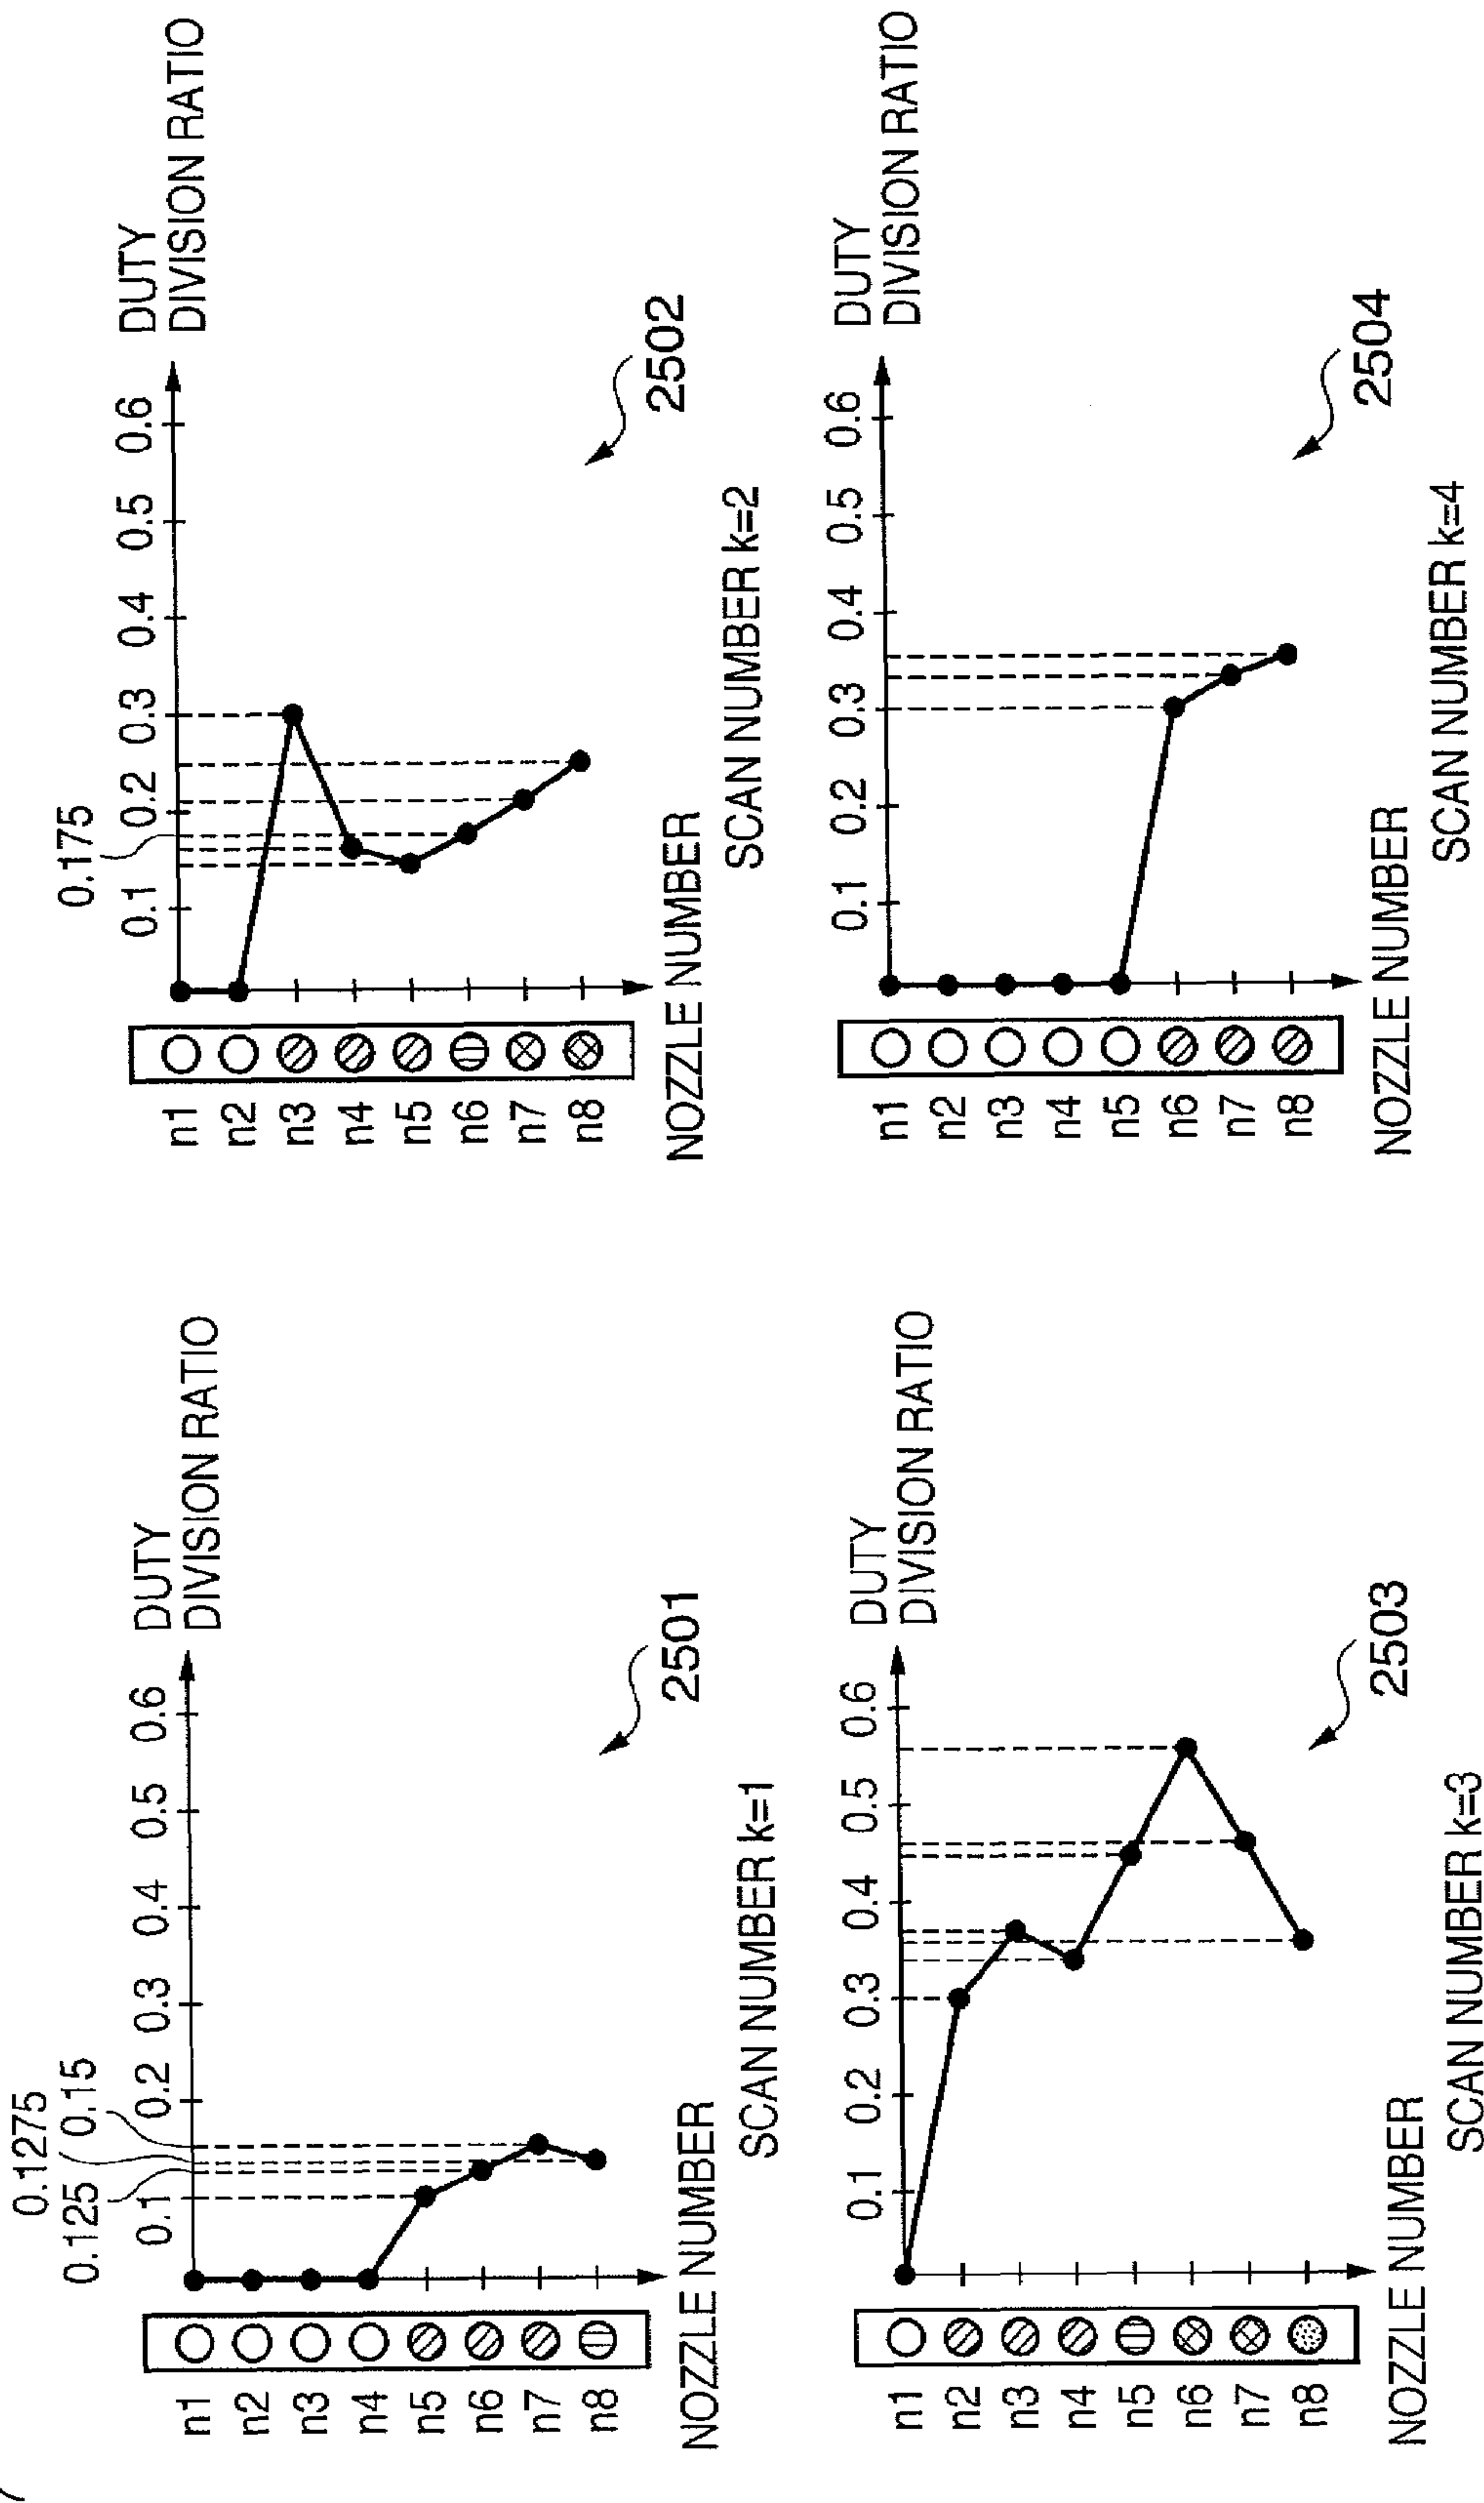 0.1275
0.125 0.15
0.1 0.2 0.3 0.4 0.5 0.6
DUTY
DIVISION RATIO
n1
n2
n3
n4
n5
n6
n7
n8
NOZZLE NUMBER
2501
SCAN NUMBER k=1
0.175
0.1 0.2 0.3 0.4 0.5 0.6
DUTY
DIVISION RATIO
n1
n2
n3
n4
n5
n6
n7
n8
NOZZLE NUMBER
2502
SCAN NUMBER k=2
0.1 0.2 0.3 0.4 0.5 0.6
DUTY
DIVISION RATIO
n1
n2
n3
n4
n5
n6
n7
n8
NOZZLE NUMBER
2503
SCAN NUMBER k=3
0.1 0.2 0.3 0.4 0.5 0.6
DUTY
DIVISION RATIO
n1
n2
n3
n4
n5
n6
n7
n8
NOZZLE NUMBER
2504
SCAN NUMBER k=4